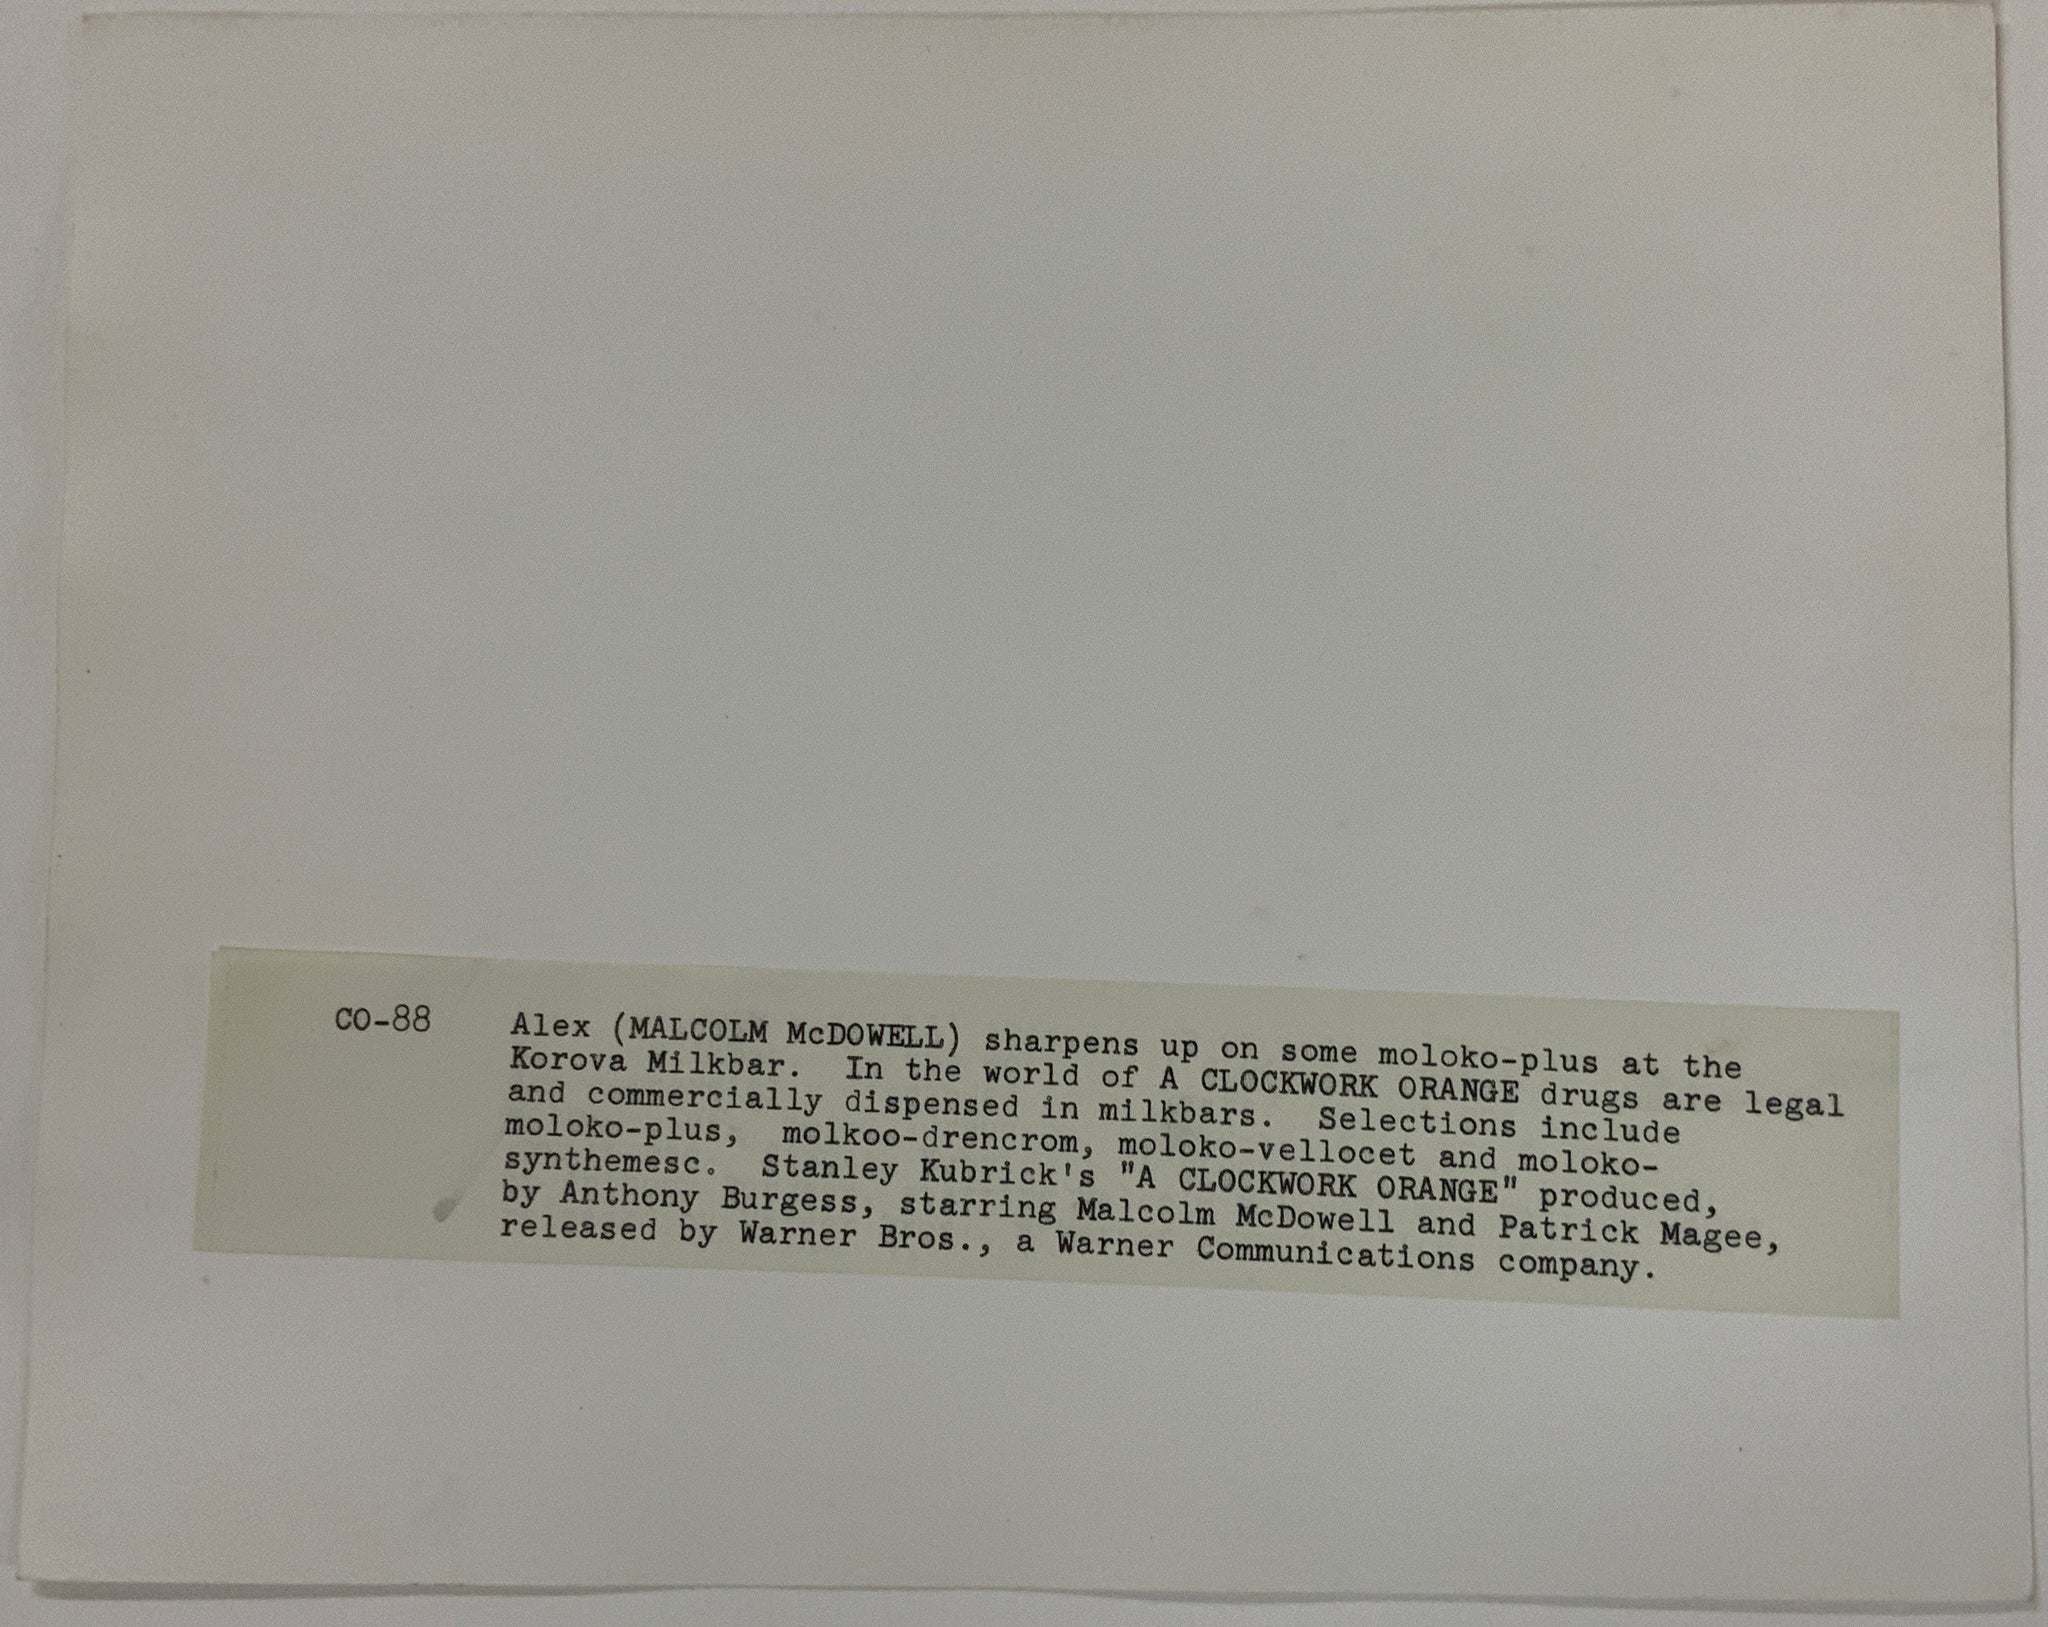 CO-88 Alex (MALCOLM McDOWELL) sharpens up on some moloko-plus at the
Korova Milkbar. In the world of A CLOCKWORK ORANGE drugs are legal
and commercially dispensed in milkbars. Selections include
moloko-plus, molkoo-drencrom, moloko-vellocet and moloko-
synthemesc. Stanley Kubrick's "A CLOCKWORK ORANGE" produced,
by Anthony Burgess, starring Malcolm McDowell and Patrick Magee,
released by Warner Bros., a Warner Communications company.